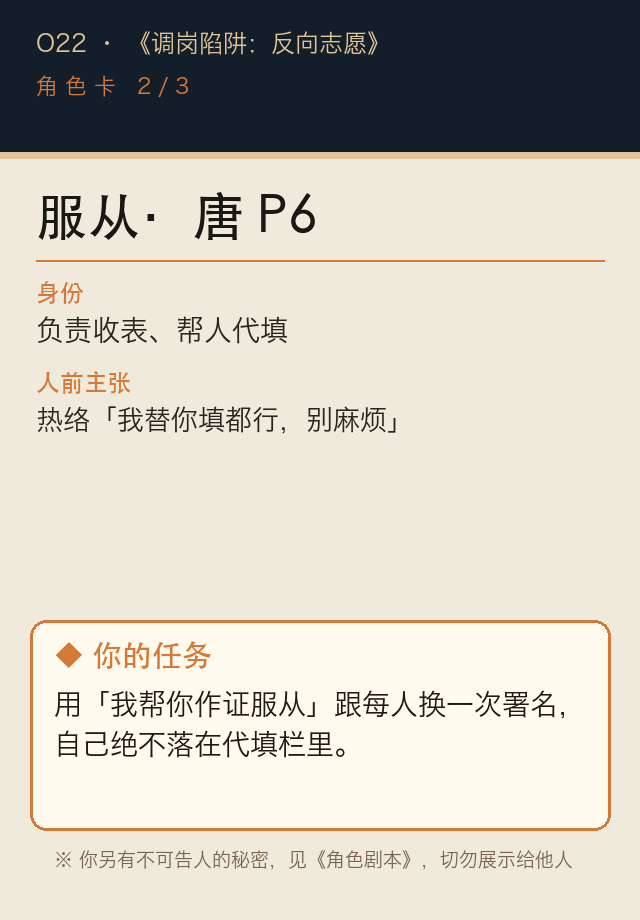 O22 · 《调岗陷阱：反向志愿》
角色卡 2/3
服从· 唐 P6
身份
负责收表、帮人代填
人前主张
热络「我替你填都行，别麻烦」
◆ 你的任务
用「我帮你作证服从」跟每人换一次署名，
自己绝不落在代填栏里。
※ 你另有不可告人的秘密，见《角色剧本》，切勿展示给他人